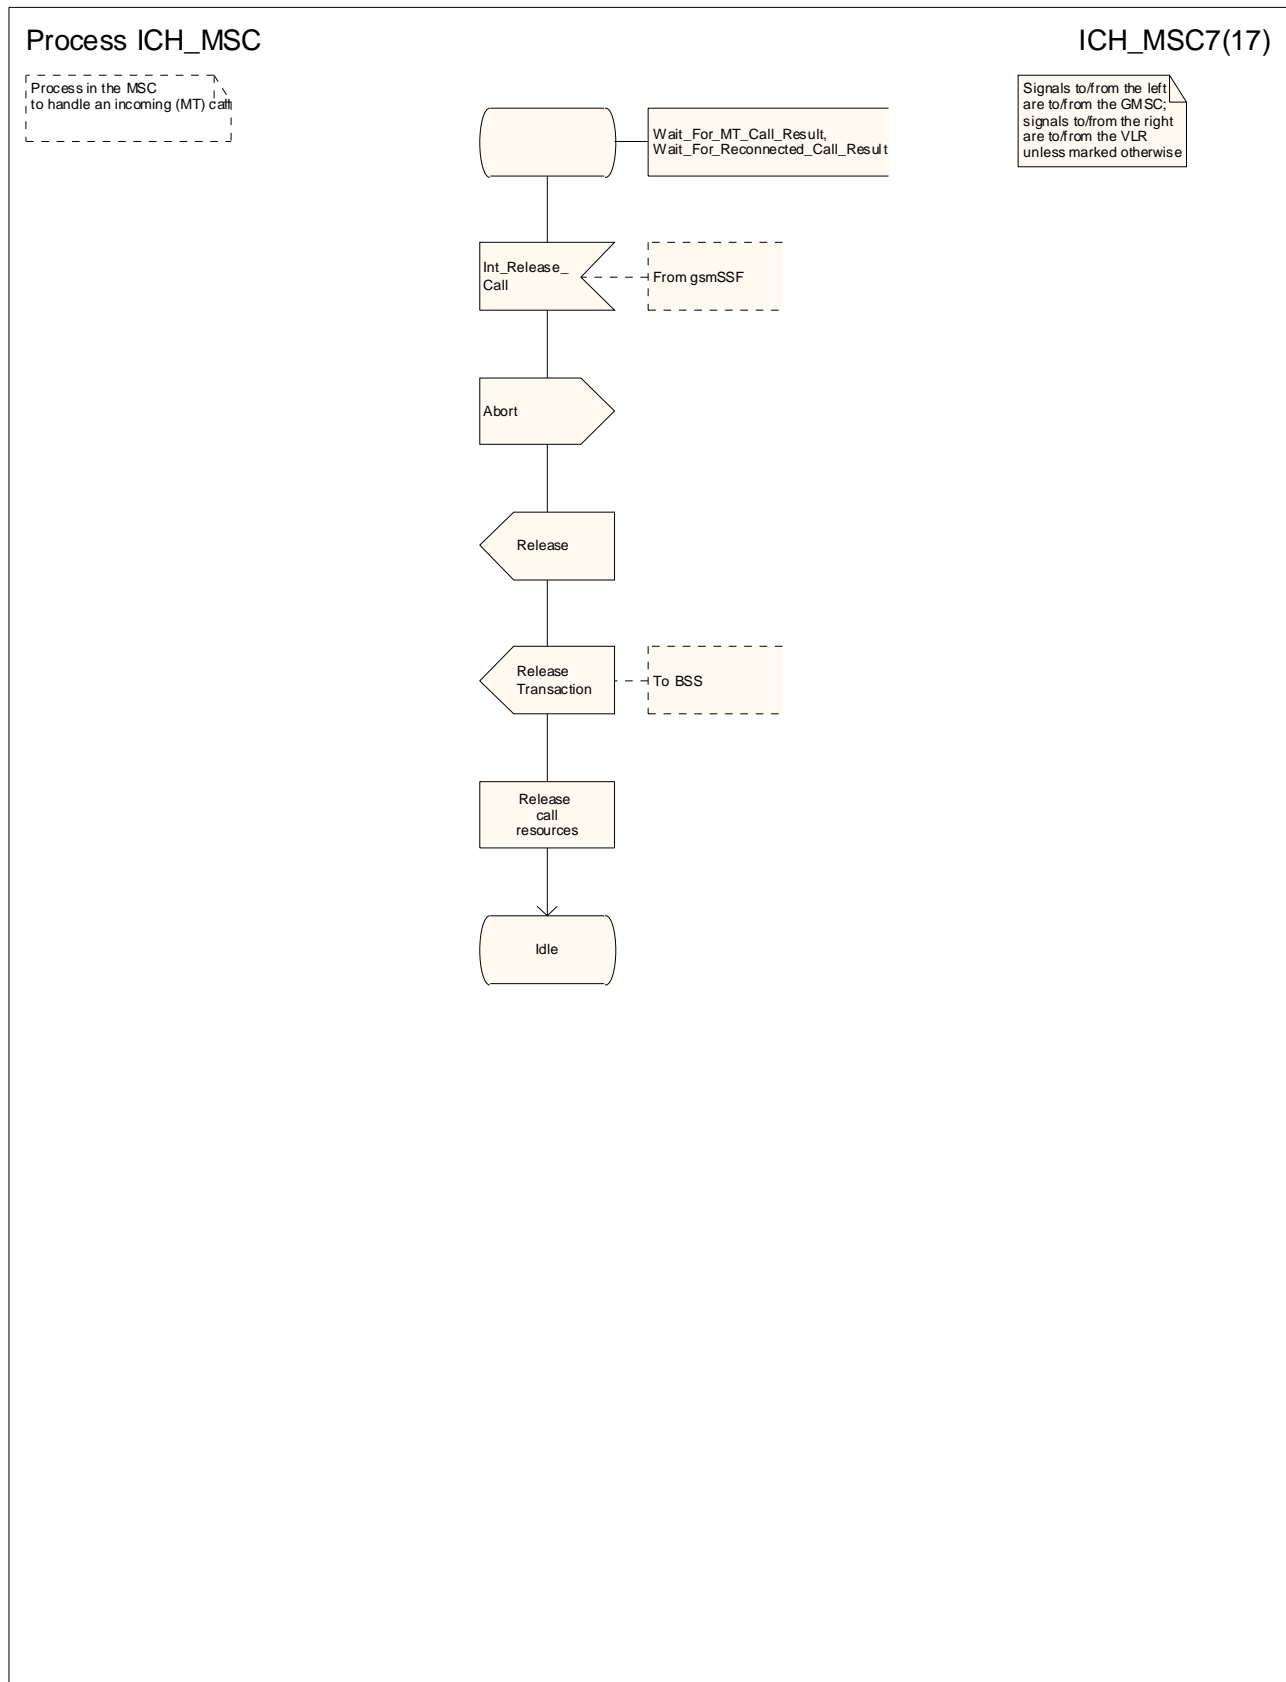 Process ICH_MSC
ICH_MSC7(17)
Process in the MSC
to handle an incoming (MT) call
Signals to/from the left
are to/from the GMSC;
signals to/from the right
are to/from the VLR
unless marked otherwise
Wait_For_MT_Call_Result,
Wait_For_Reconnected_Call_Result
Int_Release_
Call
From gsmSSF
Abort
Release
Release
Transaction
To BSS
Release
call
resources
Idle